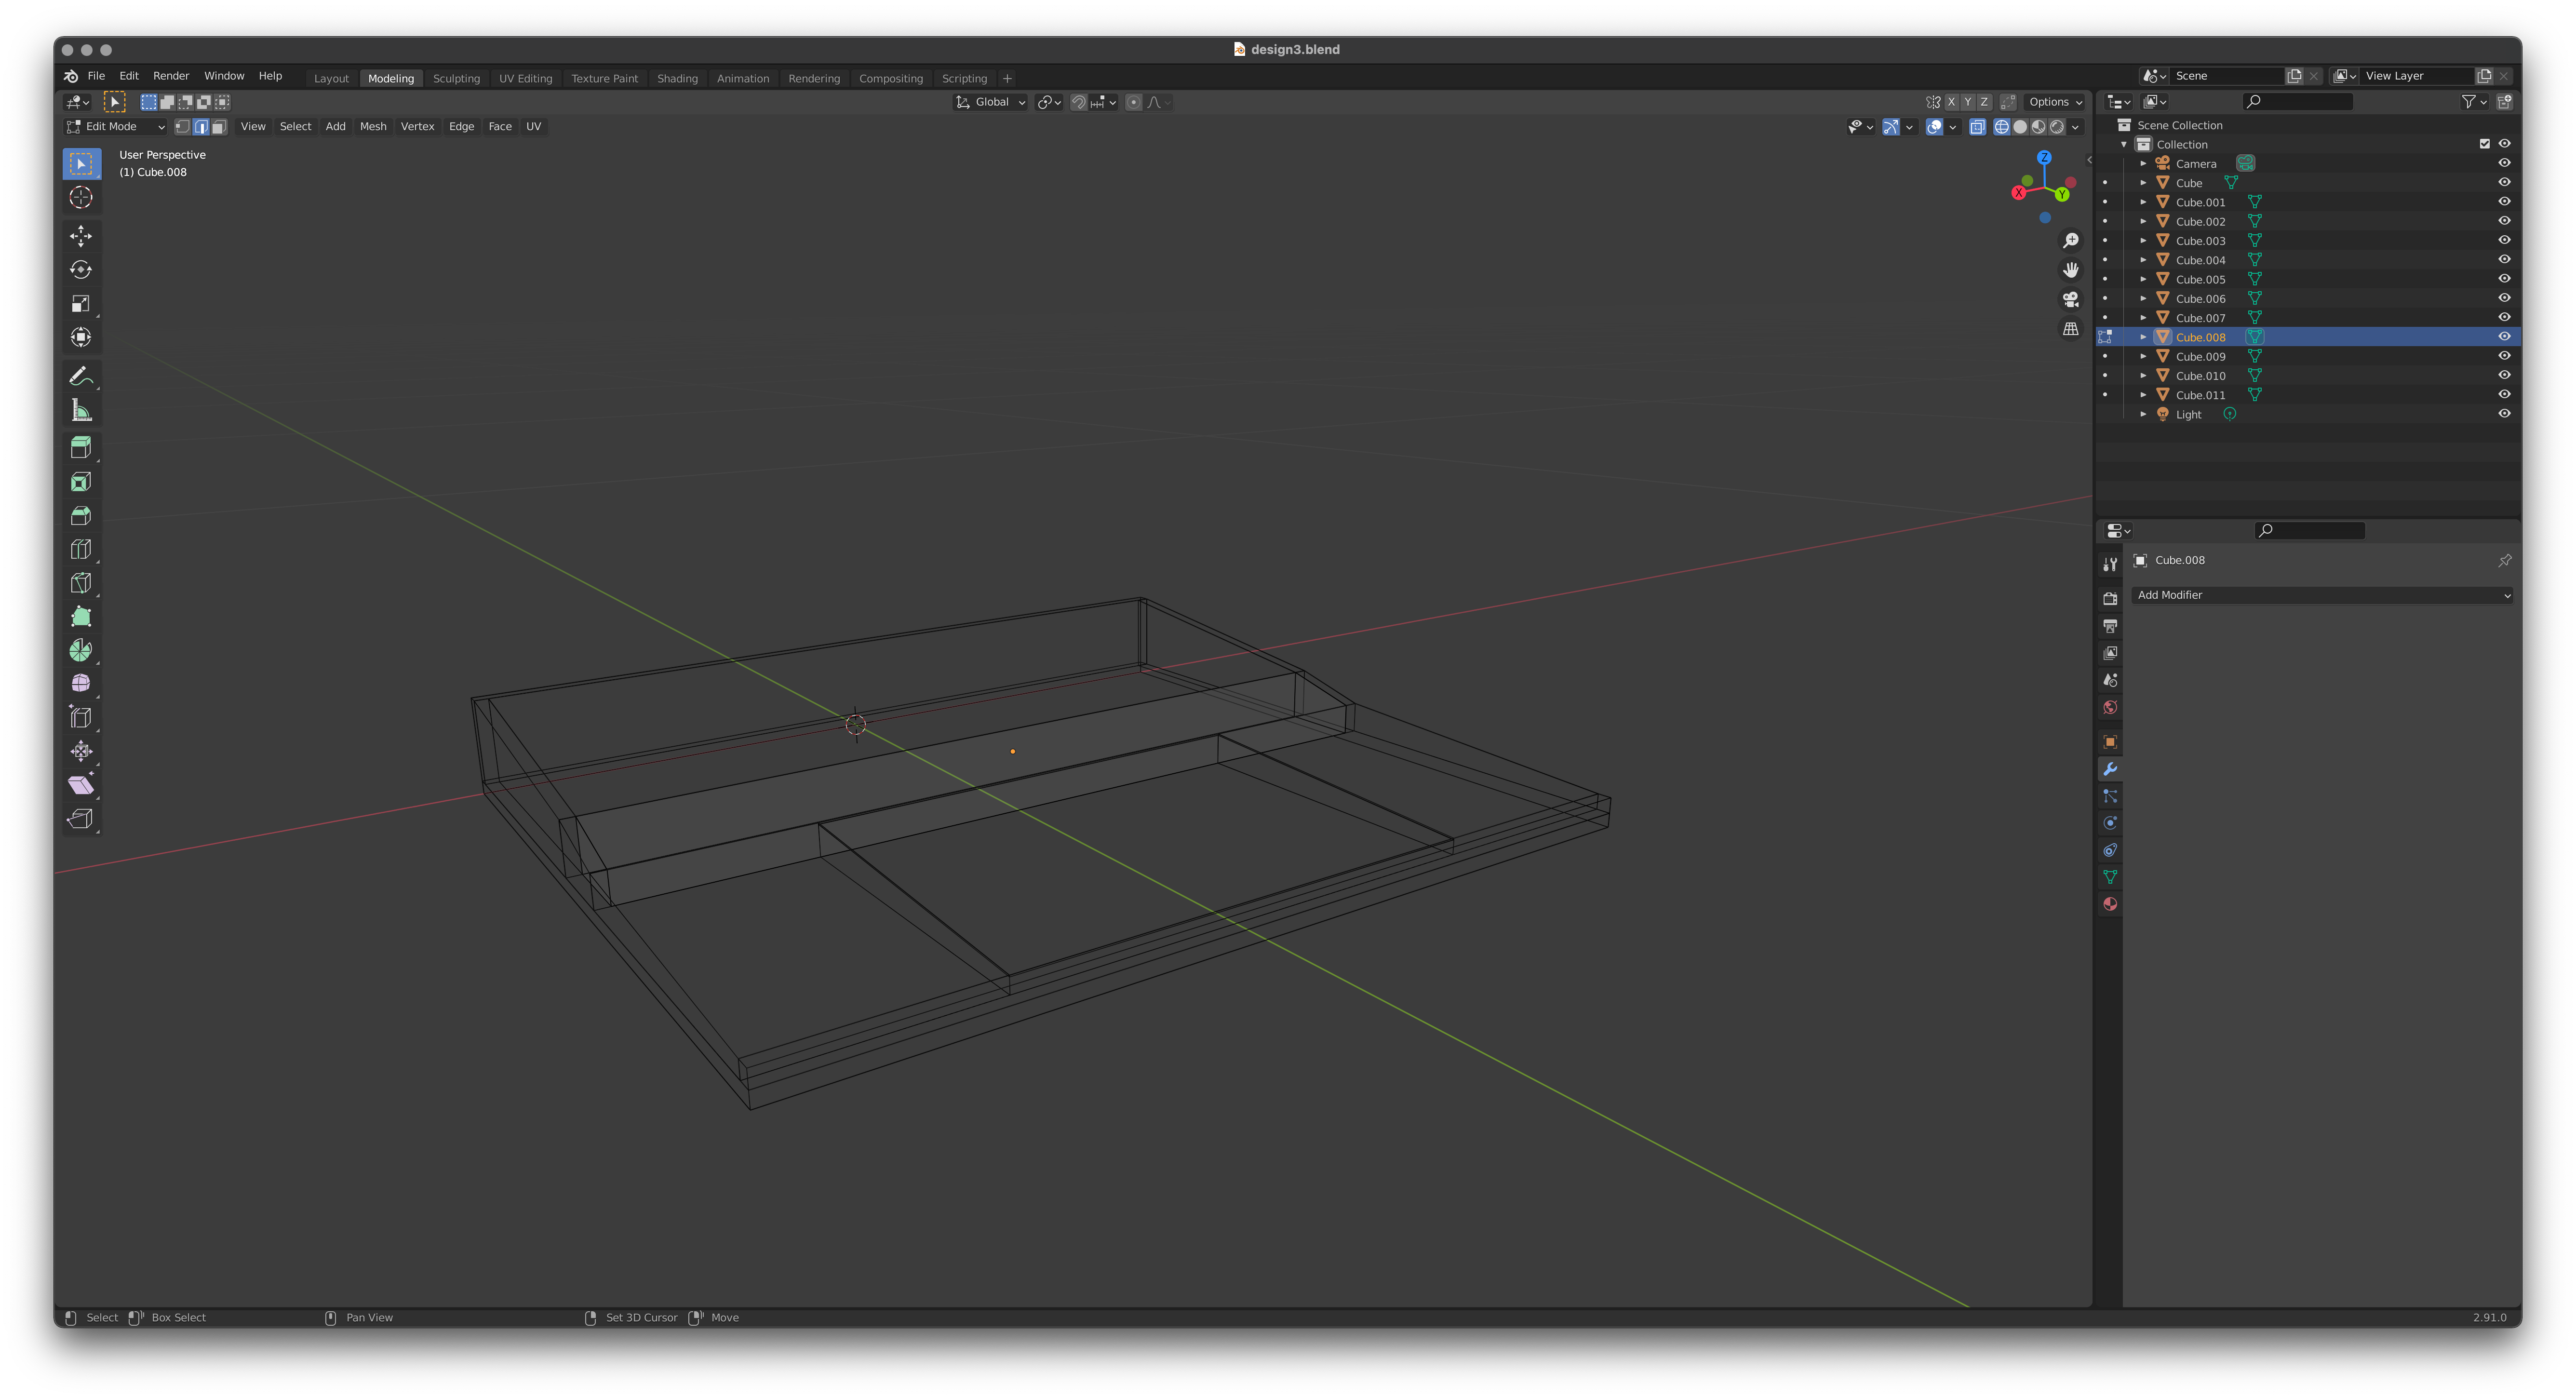 design3.blend
File Edit Render Window Help Layout Modeling Sculpting UV Editing Texture Paint Shading Animation Rendering Compositing Scripting + Scene View Layer
Global X Y Z Options
Edit Mode View Select Add Mesh Vertex Edge Face UV
User Perspective
(1) Cube.008
Z
X
Y
Scene Collection
Collection
Camera
Cube
Cube.001
Cube.002
Cube.003
Cube.004
Cube.005
Cube.006
Cube.007
Cube.008
Cube.009
Cube.010
Cube.011
Light
Cube.008
Add Modifier
Select Box Select Pan View Set 3D Cursor Move 2.91.0